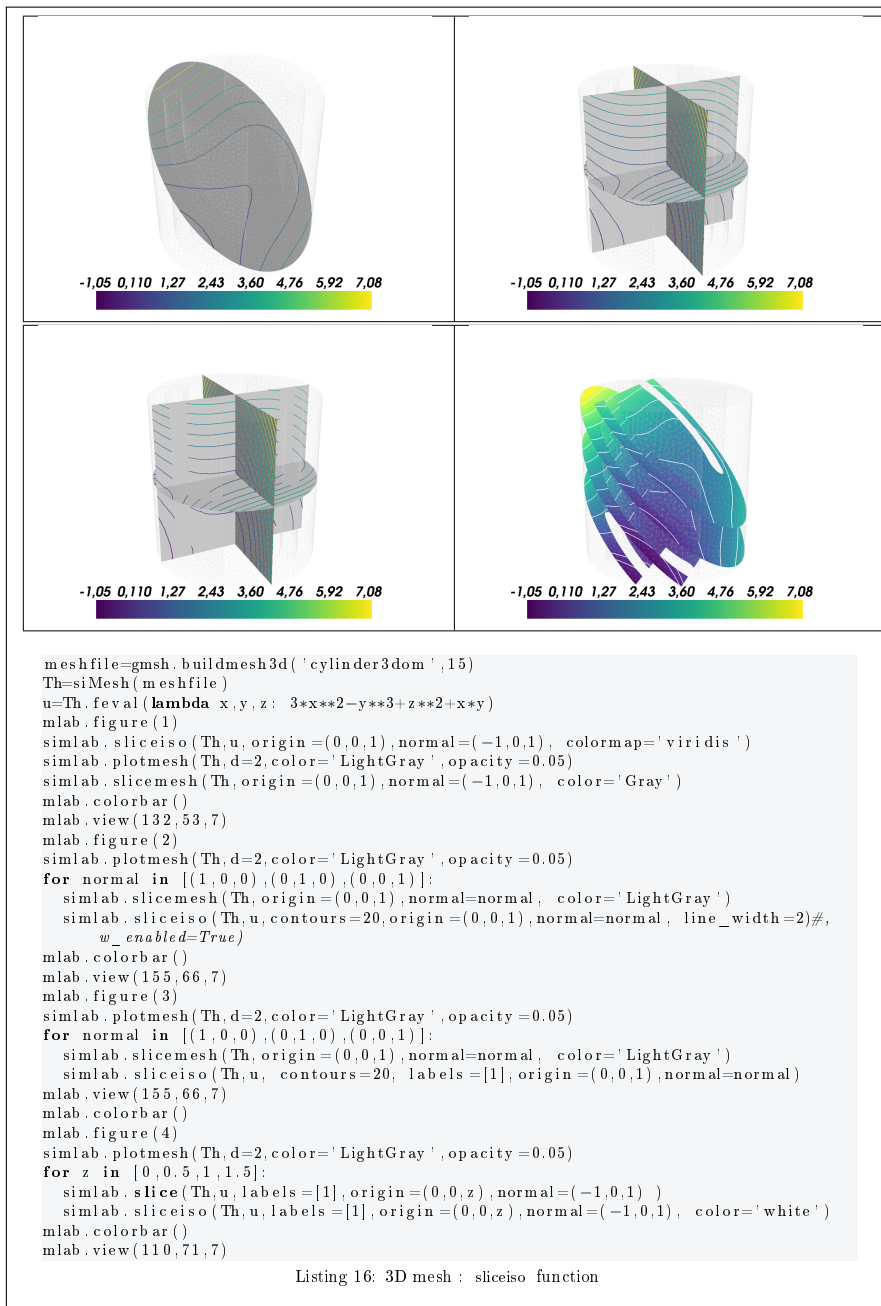 -1,05 0,110 1,27 2,43 3,60 4,76 5,92 7,08
-1,05 0,110 1,27 2,43 3,60 4,76 5,92 7,08
-1,05 0,110 1,27 2,43 3,60 4,76 5,92 7,08
-1,05 0,110 1,27 2,43 3,60 4,76 5,92 7,08
meshfile=gmsh.buildmesh3d('cylinder3dom',15)
Th=siMesh(meshfile)
u=Th.feval(lambda x,y,z: 3*x**2-y**3+z**2+x*y)
mlab.figure(1)
simlab.sliceiso(Th,u,origin=(0,0,1),normal=(-1,0,1), colormap='viridis')
simlab.plotmesh(Th,d=2,color='LightGray',opacity=0.05)
simlab.slicemesh(Th,origin=(0,0,1),normal=(-1,0,1), color='Gray')
mlab.colorbar()
mlab.view(132,53,7)
mlab.figure(2)
simlab.plotmesh(Th,d=2,color='LightGray',opacity=0.05)
for normal in [(1,0,0),(0,1,0),(0,0,1)]:
  simlab.slicemesh(Th,origin=(0,0,1),normal=normal, color='LightGray')
  simlab.sliceiso(Th,u,contours=20,origin=(0,0,1),normal=normal, line_width=2)#,
w_enabled=True)
mlab.colorbar()
mlab.view(155,66,7)
mlab.figure(3)
simlab.plotmesh(Th,d=2,color='LightGray',opacity=0.05)
for normal in [(1,0,0),(0,1,0),(0,0,1)]:
  simlab.slicemesh(Th,origin=(0,0,1),normal=normal, color='LightGray')
  simlab.sliceiso(Th,u, contours=20, labels=[1],origin=(0,0,1),normal=normal)
mlab.view(155,66,7)
mlab.colorbar()
mlab.figure(4)
simlab.plotmesh(Th,d=2,color='LightGray',opacity=0.05)
for z in [0,0.5,1,1.5]:
  simlab.slice(Th,u,labels=[1],origin=(0,0,z),normal=(-1,0,1) )
  simlab.sliceiso(Th,u,labels=[1],origin=(0,0,z),normal=(-1,0,1), color='white')
mlab.colorbar()
mlab.view(110,71,7)
Listing 16: 3D mesh : sliceiso function